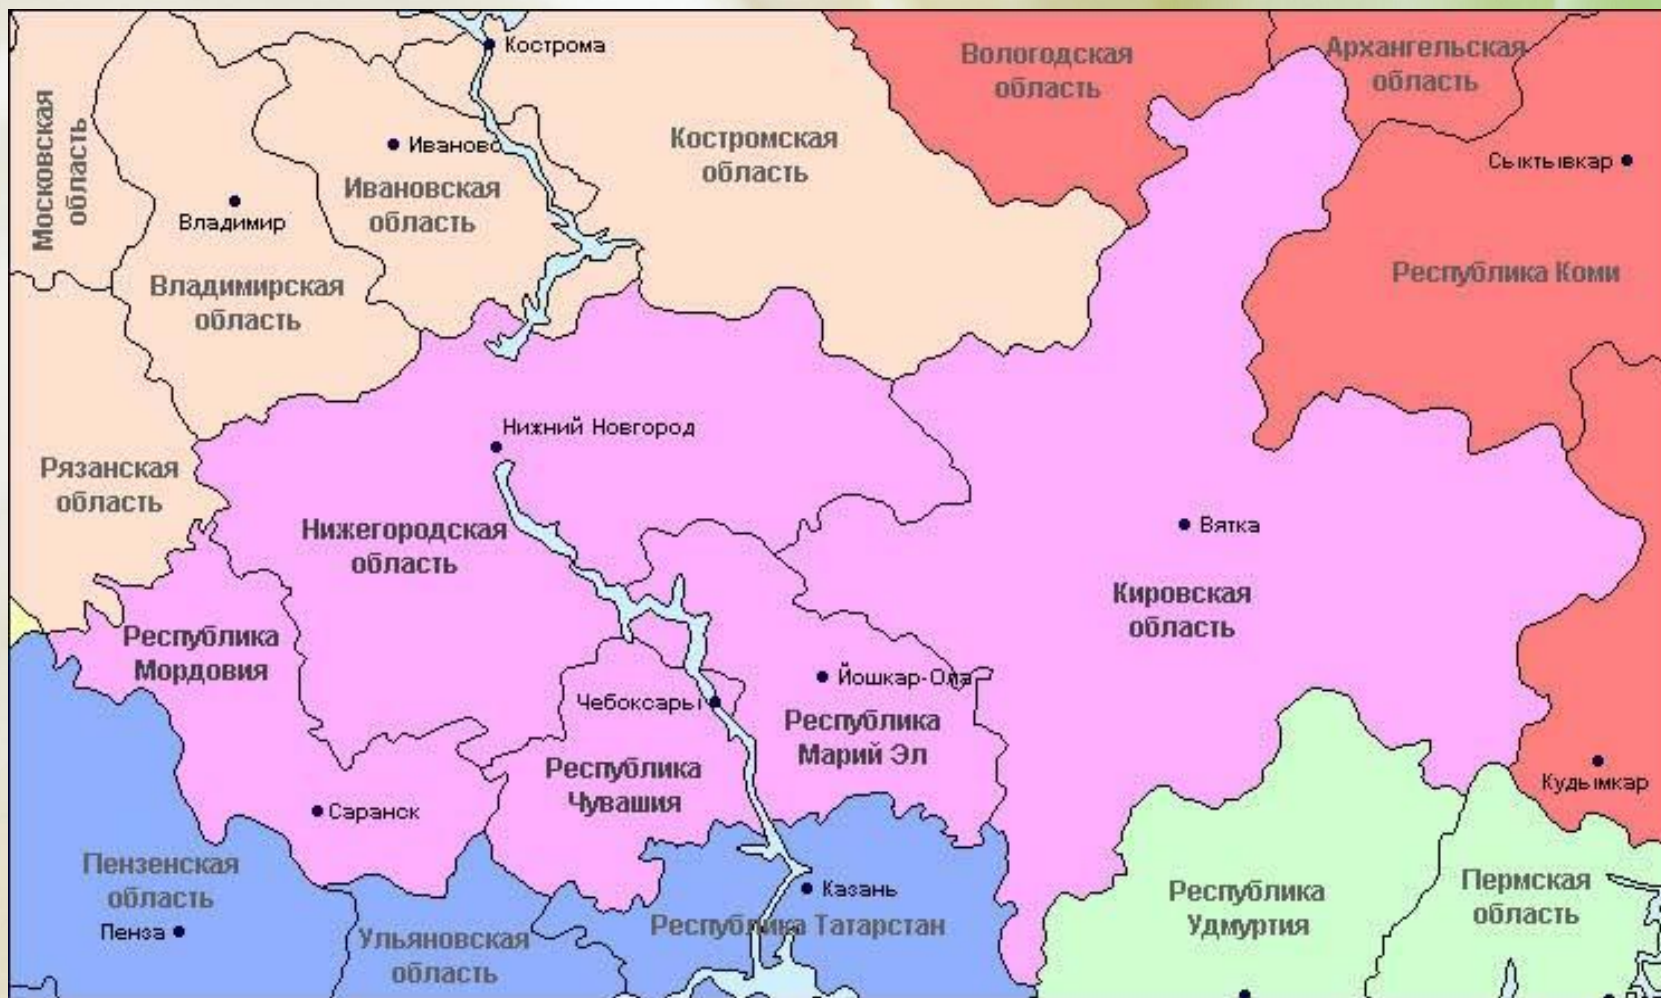 Кострома
Вологодская
область
Архангельская
область
Московская
область
Иваново
Ивановская
область
Костромская
область
Сыктывкар
Владимир
Владимирская
область
Республика Коми
Нижний Новгород
Рязанская
область
Нижегородская
область
Вятка
Кировская
область
Республика
Мордовия
Йошкар-Ола
Чебоксары
Республика
Марий Эл
Республика
Чувашия
Кудымкар
Саранск
Пензенская
область
Пенза
Казань
Республика Татарстан
Ульяновская
область
Республика
Удмуртия
Пермская
область